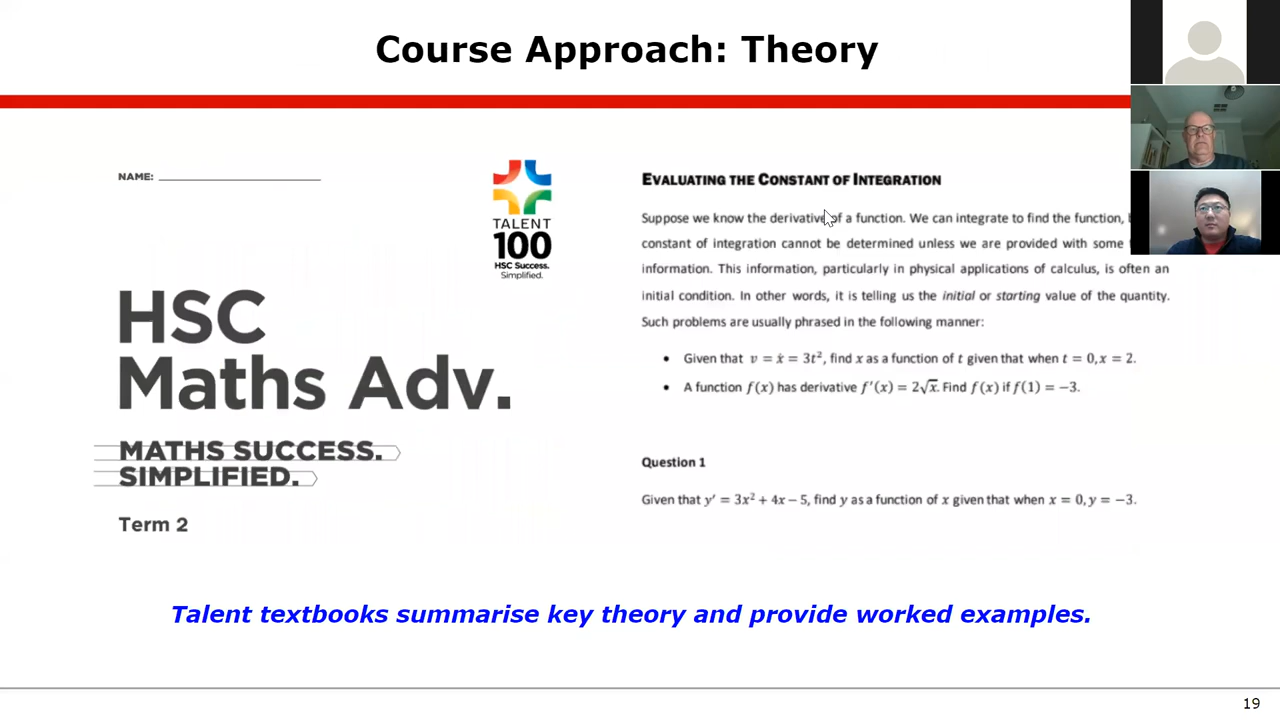 Course Approach: Theory
NAME:
TALENT
100
HSC Success.
Simplified.
HSC
Maths Adv.
MATHS SUCCESS.
SIMPLIFIED.
Term 2
EVALUATING THE CONSTANT OF INTEGRATION
Suppose we know the derivative of a function. We can integrate to find the function,
constant of integration cannot be determined unless we are provided with some
information. This information, particularly in physical applications of calculus, is often an
initial condition. In other words, it is telling us the initial or starting value of the quantity.
Such problems are usually phrased in the following manner:
• Given that v = ẋ = 3t², find x as a function of t given that when t = 0, x = 2.
• A function f(x) has derivative f′(x) = 2√x. Find f(x) if f(1) = −3.
Question 1
Given that y′ = 3x² + 4x − 5, find y as a function of x given that when x = 0, y = −3.
Talent textbooks summarise key theory and provide worked examples.
19